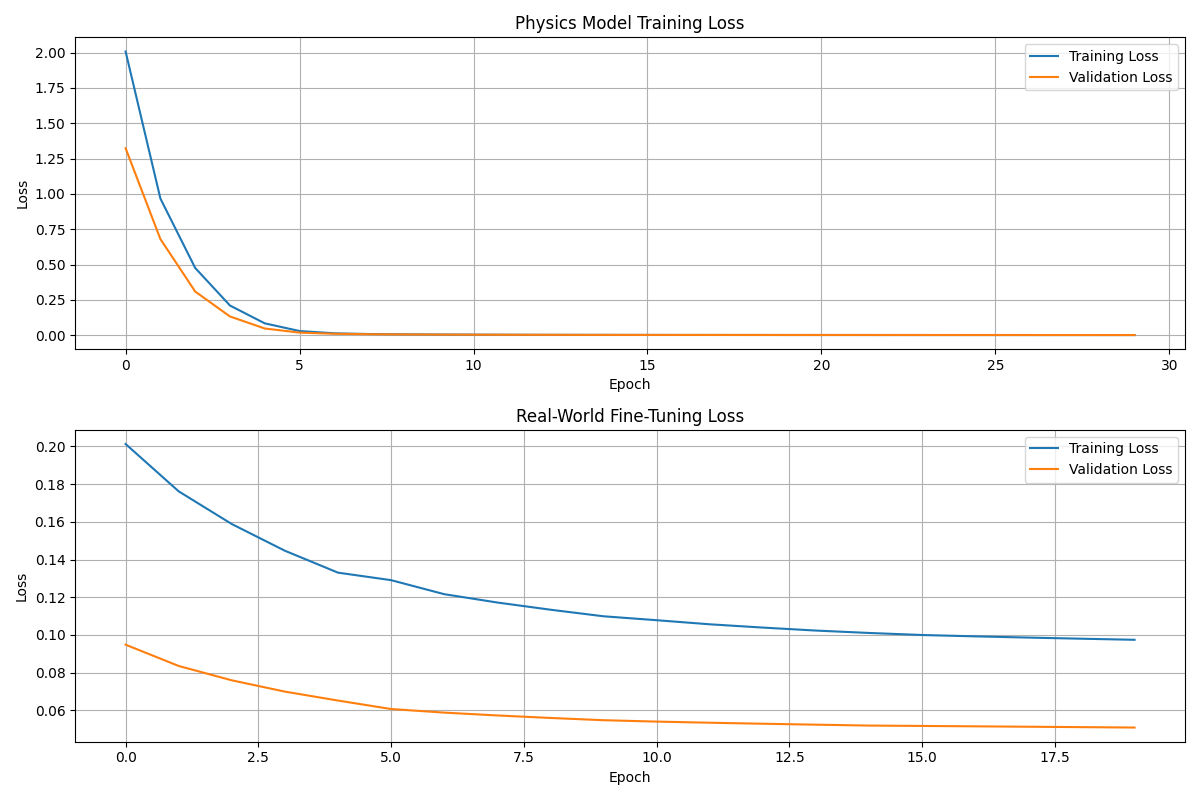 Physics Model Training Loss
2.00
1.75
1.50
1.25
1.00
0.75
0.50
0.25
0.00
Loss
Training Loss
Validation Loss
0 5 10 15 20 25 30
Epoch
Real-World Fine-Tuning Loss
0.20
0.18
0.16
0.14
0.12
0.10
0.08
0.06
Loss
Training Loss
Validation Loss
0.0 2.5 5.0 7.5 10.0 12.5 15.0 17.5
Epoch